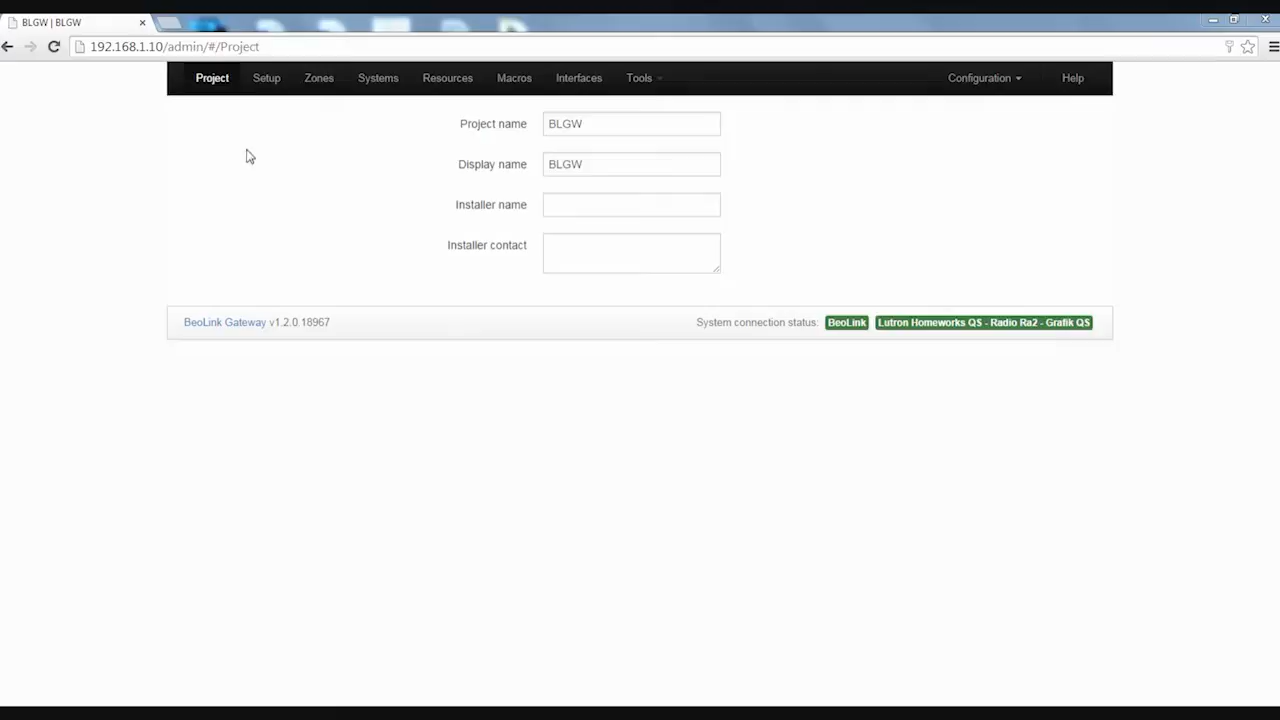 BLGW | BLGW
192.168.1.10/admin/#/Project
Project Setup Zones Systems Resources Macros Interfaces Tools Configuration Help
Project name BLGW
Display name BLGW
Installer name
Installer contact
BeoLink Gateway v1.2.0.18967 System connection status: BeoLink Lutron Homeworks QS - Radio Ra2 - Grafik QS